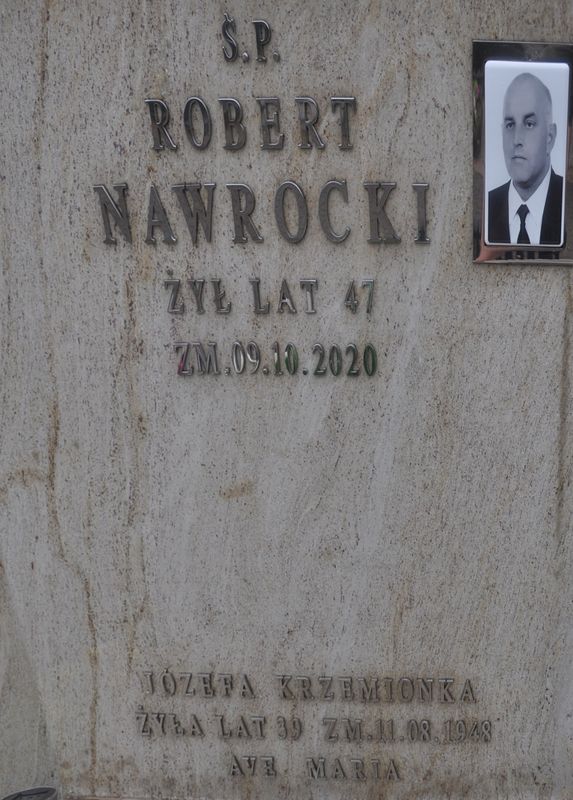 Ś.P.
ROBERT
NAWROCKI
ŻYŁ LAT 47
ZM.09.10.2020
JÓZEFA KRZEMIONKA
ŻYŁA LAT 39 ZM.11.08.1948
AVE MARIA